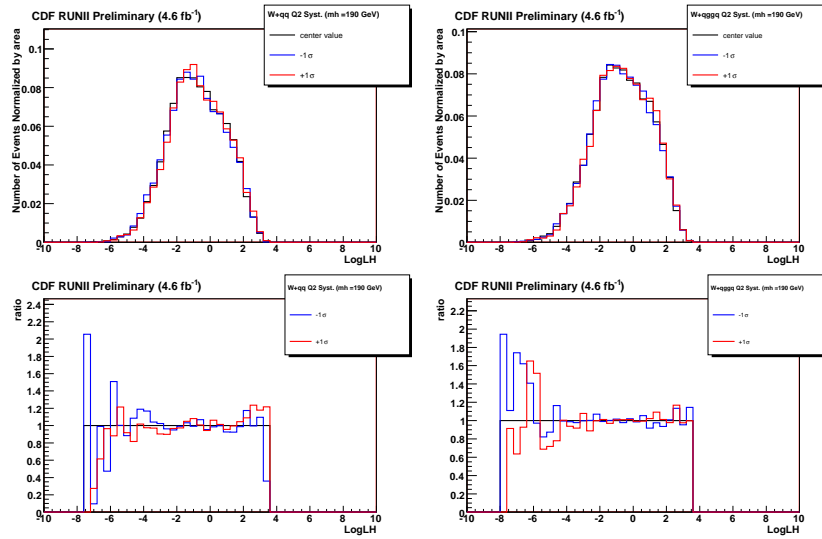 CDF RUNII Preliminary (4.6 fb-1)
W+qq Q2 Syst. (mh =190 GeV)
center value
-1σ
+1σ
Number of Events Normalized by area
0.1
0.08
0.06
0.04
0.02
0
-10 -8 -6 -4 -2 0 2 4 6 8 10
LogLH
CDF RUNII Preliminary (4.6 fb-1)
W+qggq Q2 Syst. (mh =190 GeV)
center value
-1σ
+1σ
Number of Events Normalized by area
0.1
0.08
0.06
0.04
0.02
0
-10 -8 -6 -4 -2 0 2 4 6 8 10
LogLH
CDF RUNII Preliminary (4.6 fb-1)
W+qq Q2 Syst. (mh =190 GeV)
-1σ
+1σ
ratio
2.4
2.2
2
1.8
1.6
1.4
1.2
1
0.8
0.6
0.4
0.2
0
-10 -8 -6 -4 -2 0 2 4 6 8 10
LogLH
CDF RUNII Preliminary (4.6 fb-1)
W+qggq Q2 Syst. (mh =190 GeV)
-1σ
+1σ
ratio
2.2
2
1.8
1.6
1.4
1.2
1
0.8
0.6
0.4
0.2
0
-10 -8 -6 -4 -2 0 2 4 6 8 10
LogLH